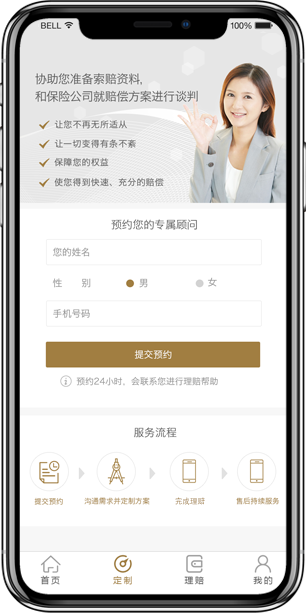 BELL
100%
协助您准备索赔资料,
和保险公司就赔偿方案进行谈判
让您不再无所适从
让一切变得有条不紊
保障您的权益
使您得到快速、充分的赔偿
预约您的专属顾问
您的姓名
性 别 男 女
手机号码
提交预约
预约24小时，会联系您进行理赔帮助
服务流程
提交预约 沟通需求并定制方案 完成理赔 售后持续服务
首页 定制 理赔 我的